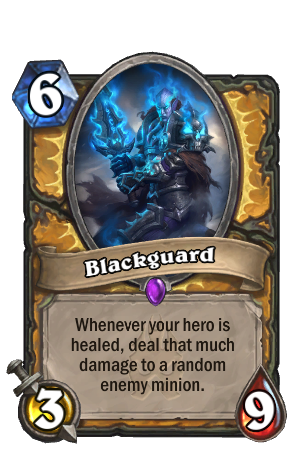 6
Blackguard
Whenever your hero is
healed, deal that much
damage to a random
enemy minion.
3
9